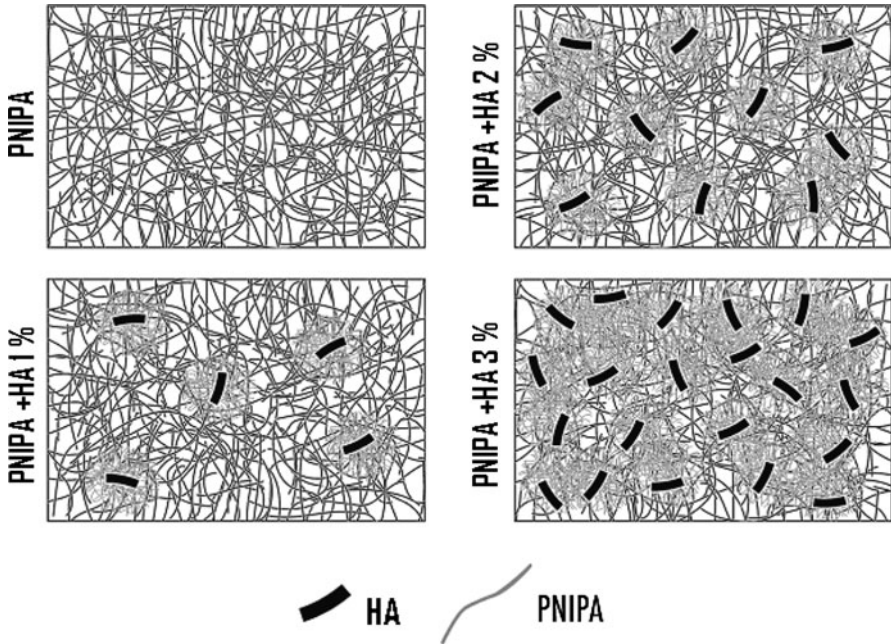 PNIPA
PNIPA +HA 2 %
PNIPA +HA 1 %
PNIPA +HA 3 %
HA
PNIPA